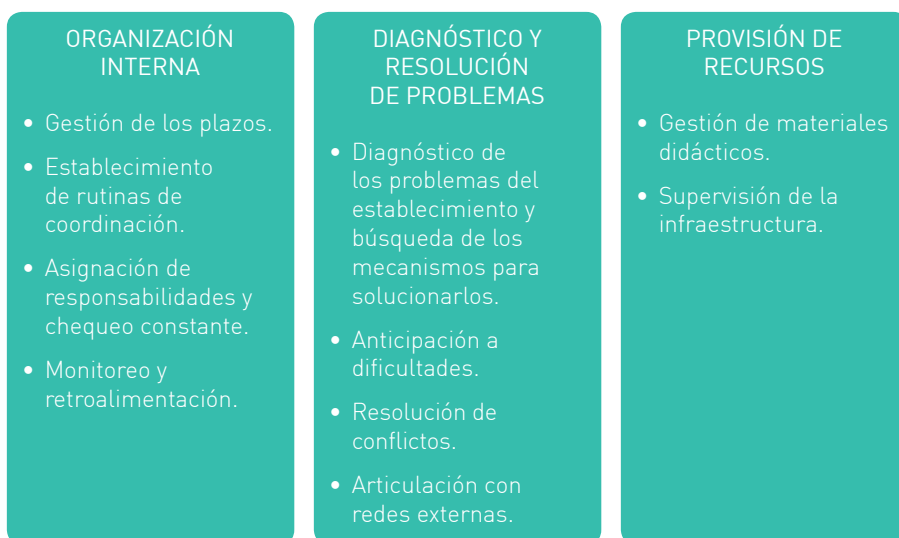 ORGANIZACIÓN
INTERNA
• Gestión de los plazos.
• Establecimiento
de rutinas de
coordinación.
• Asignación de
responsabilidades y
chequeo constante.
• Monitoreo y
retroalimentación.
DIAGNÓSTICO Y
RESOLUCIÓN
DE PROBLEMAS
• Diagnóstico de
los problemas del
establecimiento y
búsqueda de los
mecanismos para
solucionarlos.
• Anticipación a
dificultades.
• Resolución de
conflictos.
• Articulación con
redes externas.
PROVISIÓN DE
RECURSOS
• Gestión de materiales
didácticos.
• Supervisión de la
infraestructura.